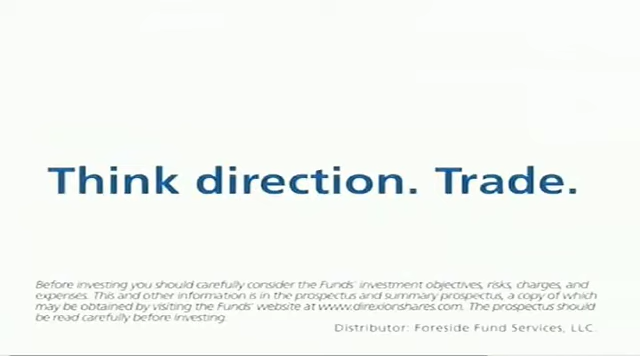 Think direction. Trade.
Before investing you should carefully consider the Funds' investment objectives, risks, charges, and
expenses. This and other information is in the prospectus and summary prospectus, a copy of which
may be obtained by visiting the Funds' website at www.direxionshares.com. The prospectus should
be read carefully before investing.
Distributor: Foreside Fund Services, LLC.